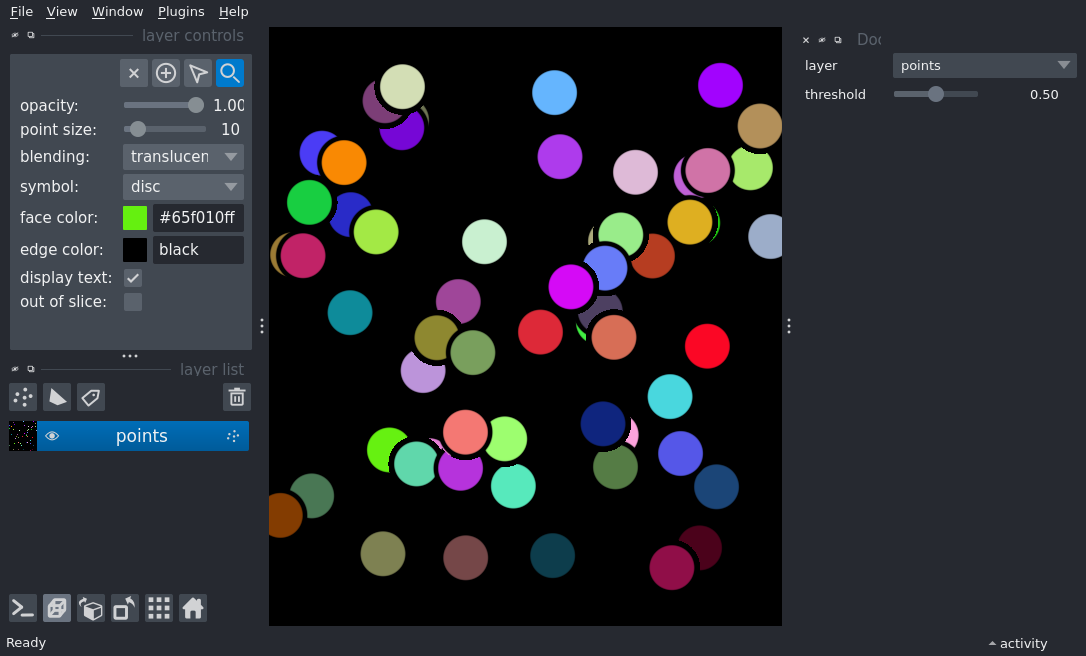 File View Window Plugins Help
layer controls
opacity: 1.00
point size: 10
blending: translucen
symbol: disc
face color: #65f010ff
edge color: black
display text:
out of slice:
layer list
points
Ready
Doc
layer points
threshold 0.50
activity